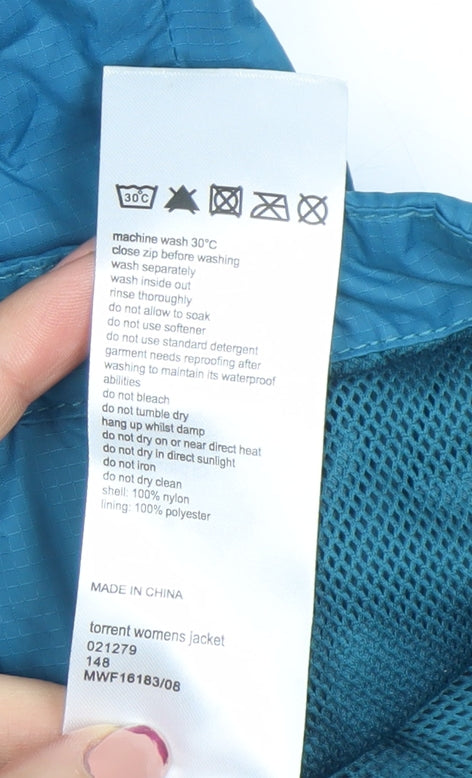 30°C
machine wash 30°C
close zip before washing
wash separately
wash inside out
rinse thoroughly
do not allow to soak
do not use softener
do not use standard detergent
garment needs reproofing after
washing to maintain its waterproof
abilities
do not bleach
do not tumble dry
hang up whilst damp
do not dry on or near direct heat
do not dry in direct sunlight
do not iron
do not dry clean
shell: 100% nylon
lining: 100% polyester
MADE IN CHINA
torrent womens jacket
021279
148
MWF16183/08